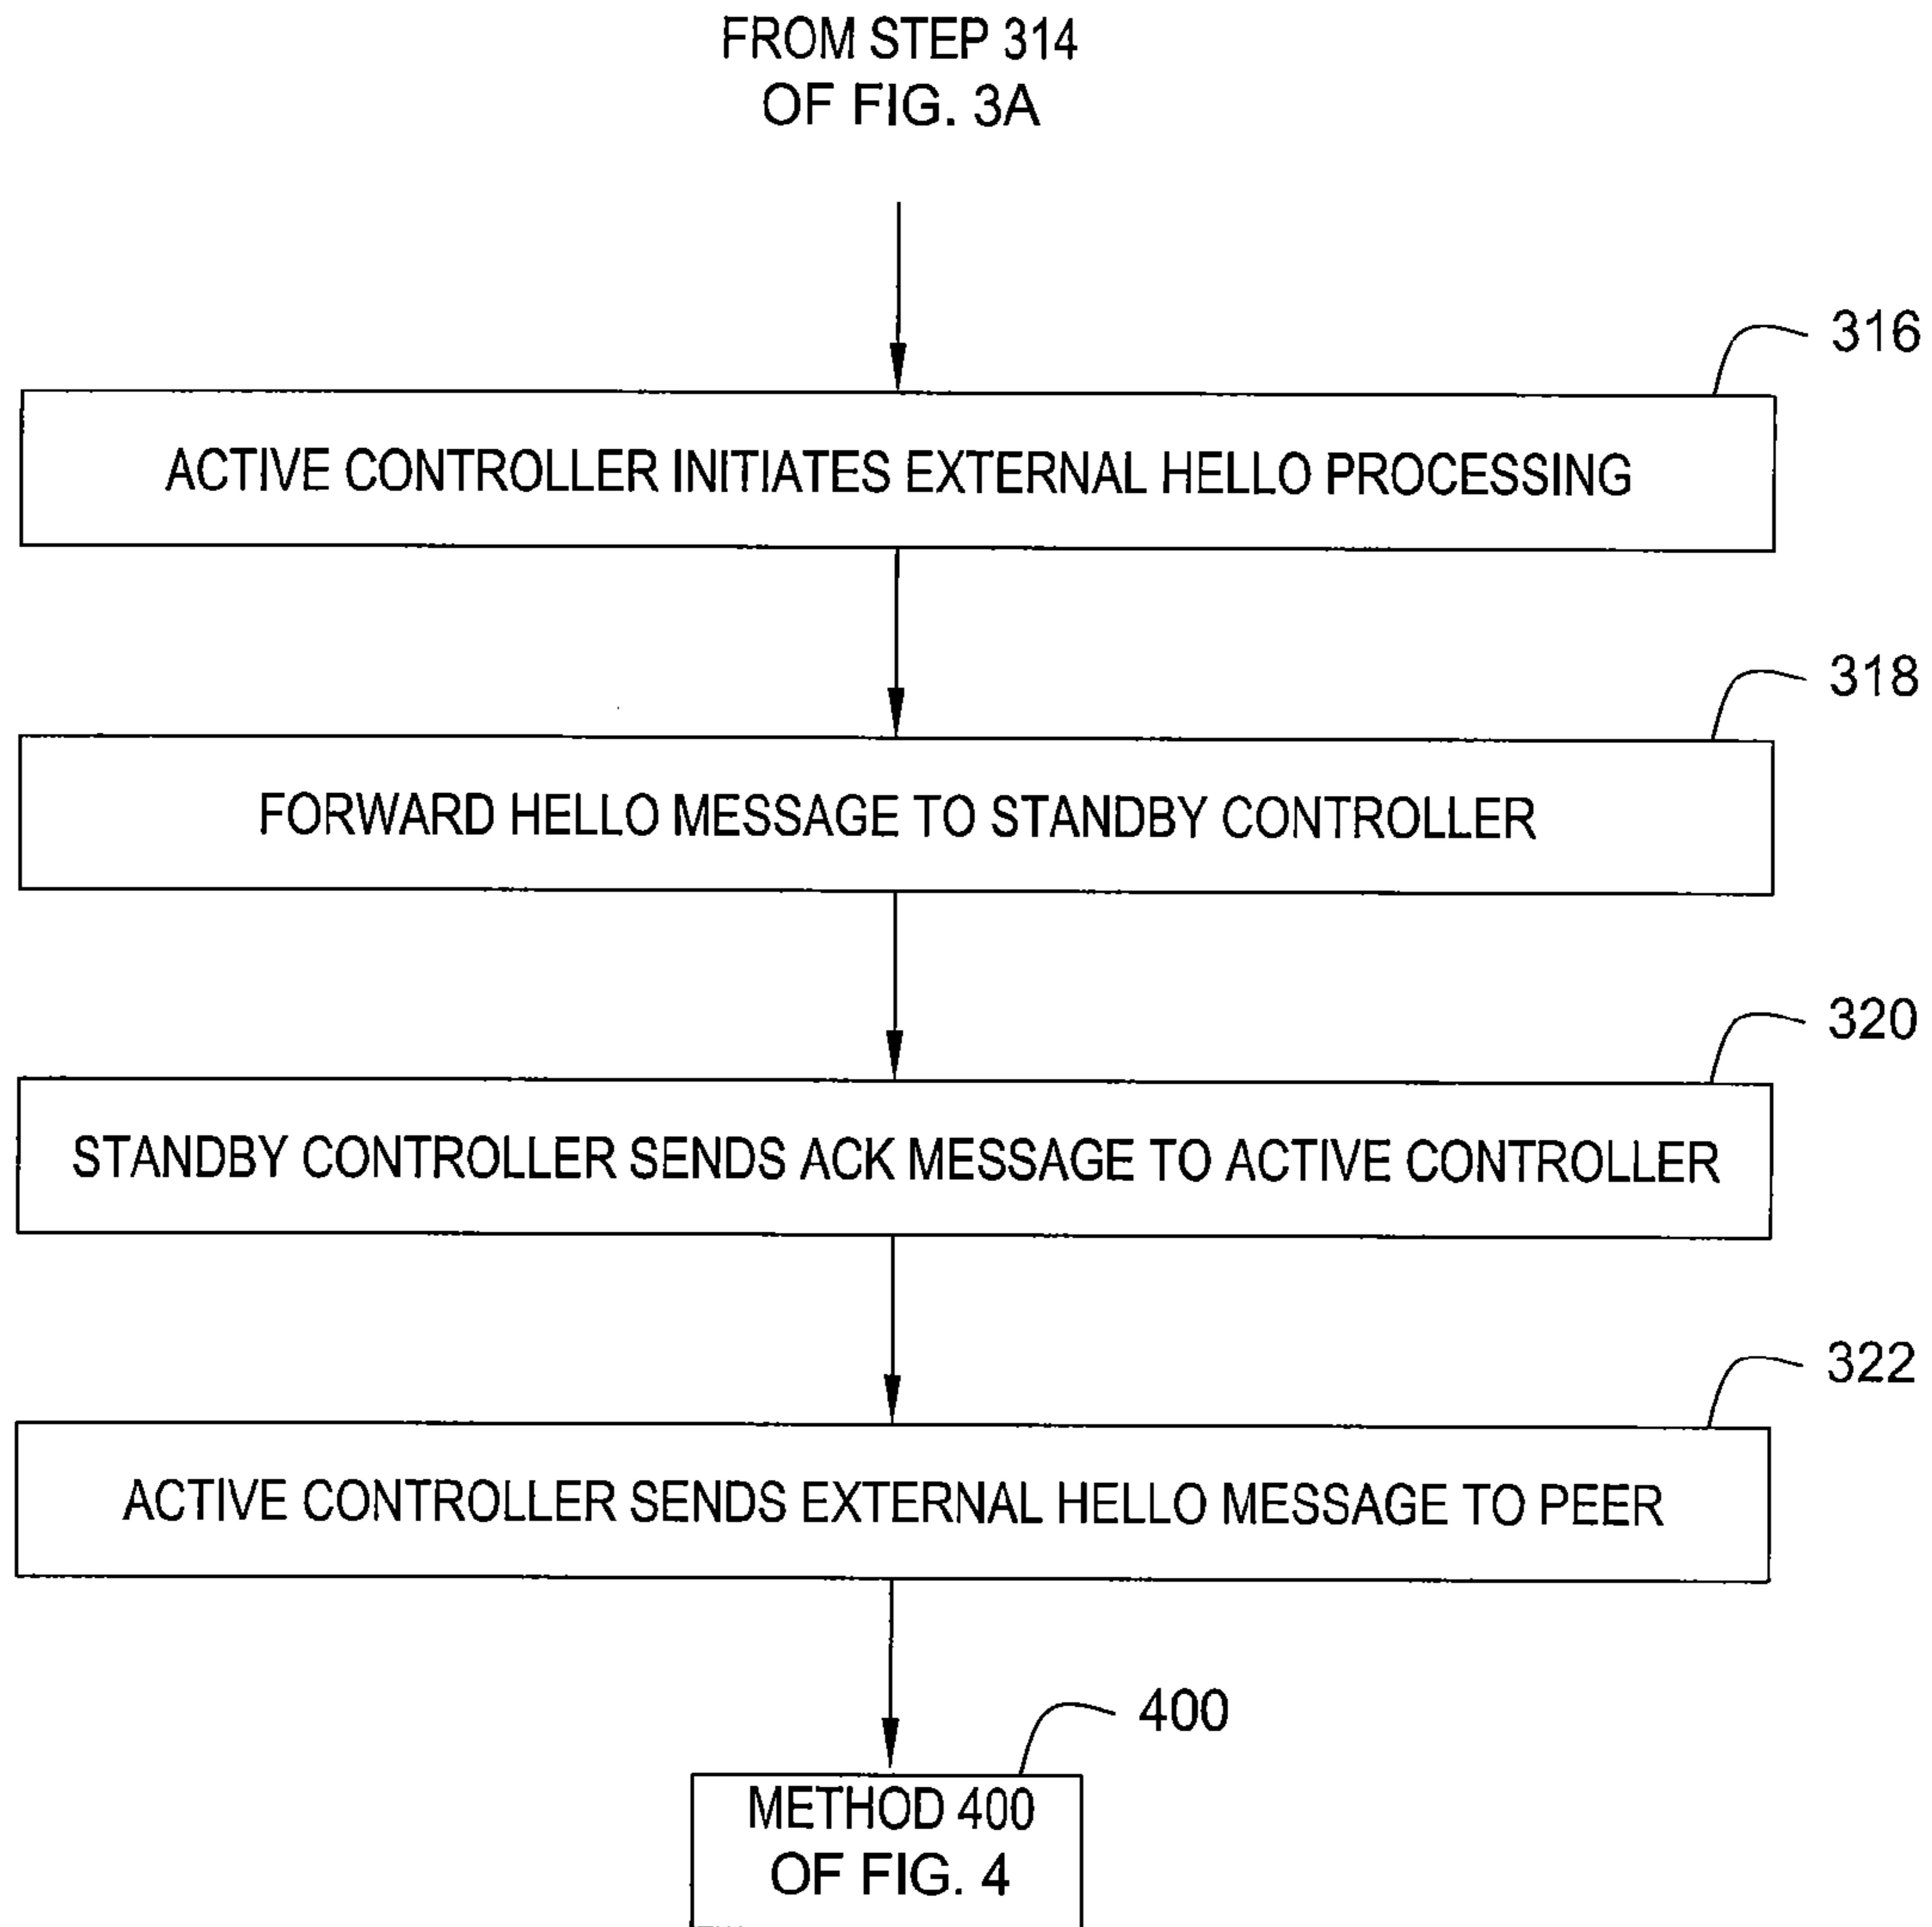 FROM STEP 314
OF FIG. 3A
316
ACTIVE CONTROLLER INITIATES EXTERNAL HELLO PROCESSING
318
FORWARD HELLO MESSAGE TO STANDBY CONTROLLER
320
STANDBY CONTROLLER SENDS ACK MESSAGE TO ACTIVE CONTROLLER
322
ACTIVE CONTROLLER SENDS EXTERNAL HELLO MESSAGE TO PEER
400
METHOD 400
OF FIG. 4